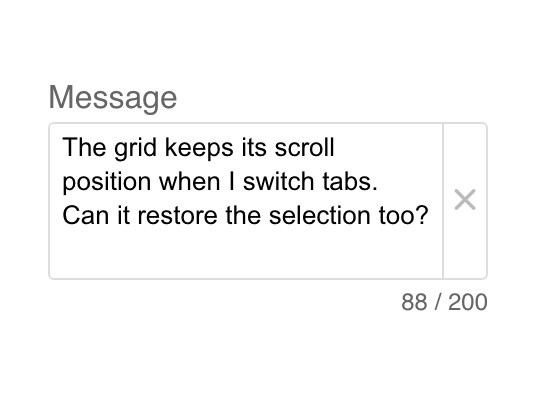 Message
The grid keeps its scroll
position when I switch tabs.
Can it restore the selection too?
88 / 200